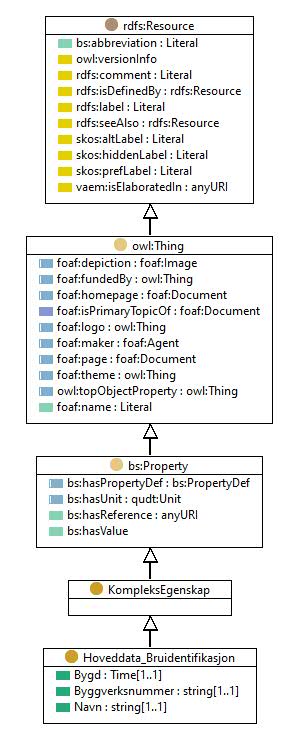 rdfs:Resource
bs:abbreviation : Literal
owl:versionInfo
rdfs:comment : Literal
rdfs:isDefinedBy : rdfs:Resource
rdfs:label : Literal
rdfs:seeAlso : rdfs:Resource
skos:altLabel : Literal
skos:hiddenLabel : Literal
skos:prefLabel : Literal
vaem:isElaboratedIn : anyURI
owl:Thing
foaf:depiction : foaf:Image
foaf:fundedBy : owl:Thing
foaf:homepage : foaf:Document
foaf:isPrimaryTopicOf : foaf:Document
foaf:logo : owl:Thing
foaf:maker : foaf:Agent
foaf:page : foaf:Document
foaf:theme : owl:Thing
owl:topObjectProperty : owl:Thing
foaf:name : Literal
bs:Property
bs:hasPropertyDef : bs:PropertyDef
bs:hasUnit : qudt:Unit
bs:hasReference : anyURI
bs:hasValue
KompleksEgenskap
Hoveddata_Bruidentifikasjon
Bygd : Time[1..1]
Byggverksnummer : string[1..1]
Navn : string[1..1]